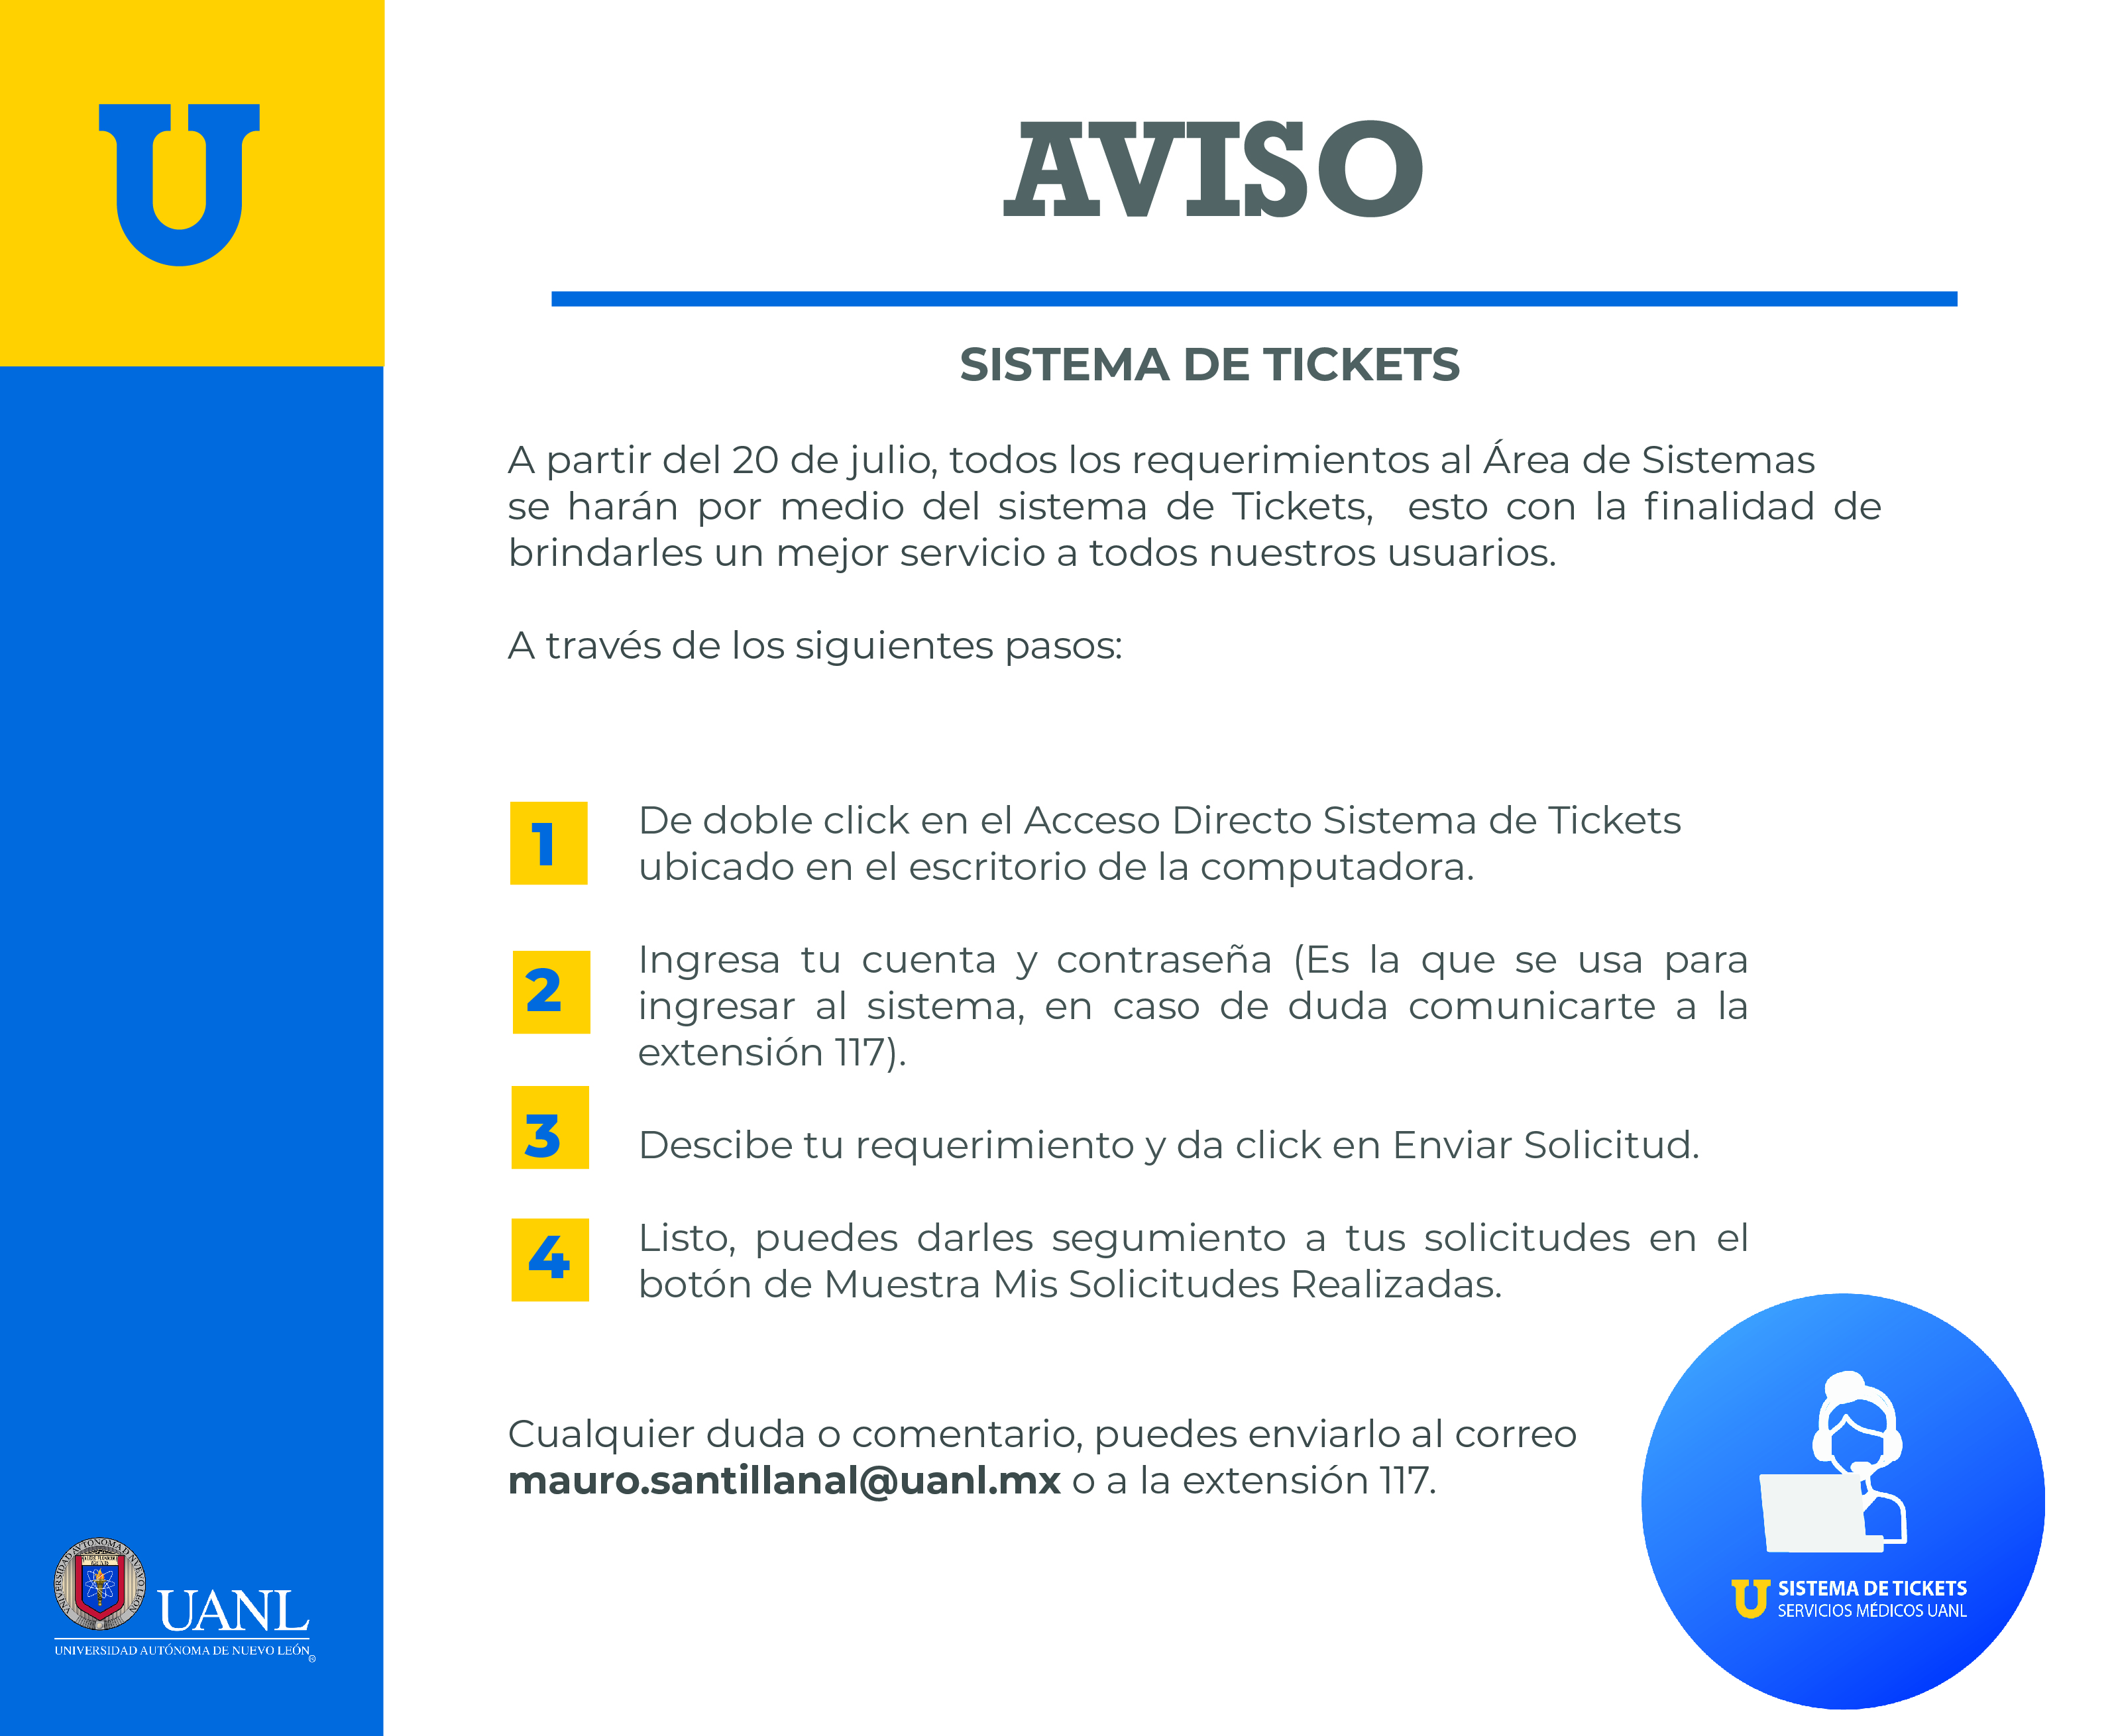 U
AVISO
SISTEMA DE TICKETS
A partir del 20 de julio, todos los requerimientos al Área de Sistemas
se harán por medio del sistema de Tickets, esto con la finalidad de
brindarles un mejor servicio a todos nuestros usuarios.
A través de los siguientes pasos:
1 De doble click en el Acceso Directo Sistema de Tickets
ubicado en el escritorio de la computadora.
2 Ingresa tu cuenta y contraseña (Es la que se usa para
ingresar al sistema, en caso de duda comunicarte a la
extensión 117).
3 Descibe tu requerimiento y da click en Enviar Solicitud.
4 Listo, puedes darles segumiento a tus solicitudes en el
botón de Muestra Mis Solicitudes Realizadas.
Cualquier duda o comentario, puedes enviarlo al correo
mauro.santillanal@uanl.mx o a la extensión 117.
U SISTEMA DE TICKETS
SERVICIOS MÉDICOS UANL
UANL
UNIVERSIDAD AUTÓNOMA DE NUEVO LEÓN